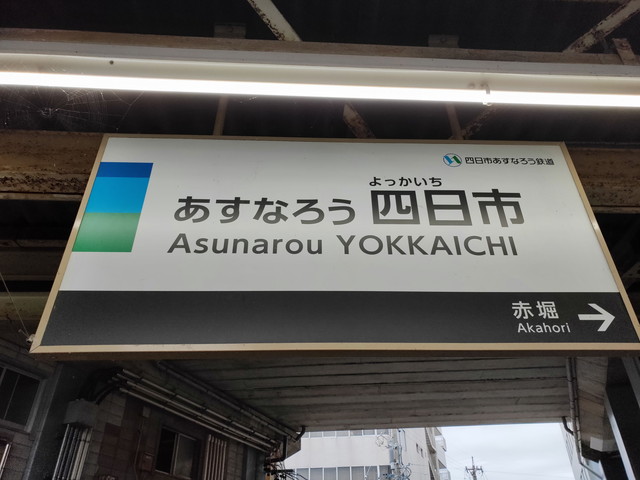 四日市あすなろう鉄道
よっかいち
あすなろう 四日市
Asunarou YOKKAICHI
赤堀
Akahori